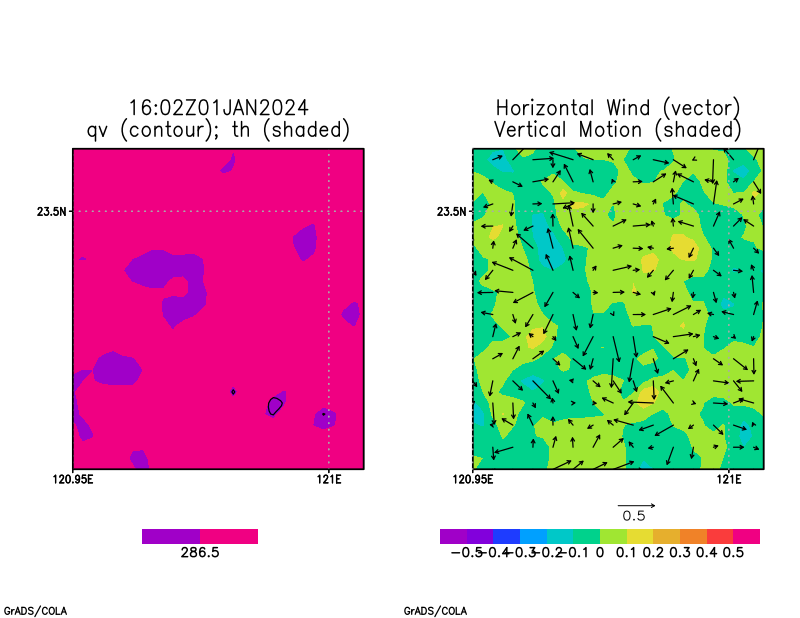 16:02Z01JAN2024
qv (contour); th (shaded)
23.5N
120.95E
121E
286.5
Horizontal Wind (vector)
Vertical Motion (shaded)
23.5N
120.95E
121E
0.5
-0.5 -0.4 -0.3 -0.2 -0.1 0 0.1 0.2 0.3 0.4 0.5
GrADS/COLA
GrADS/COLA